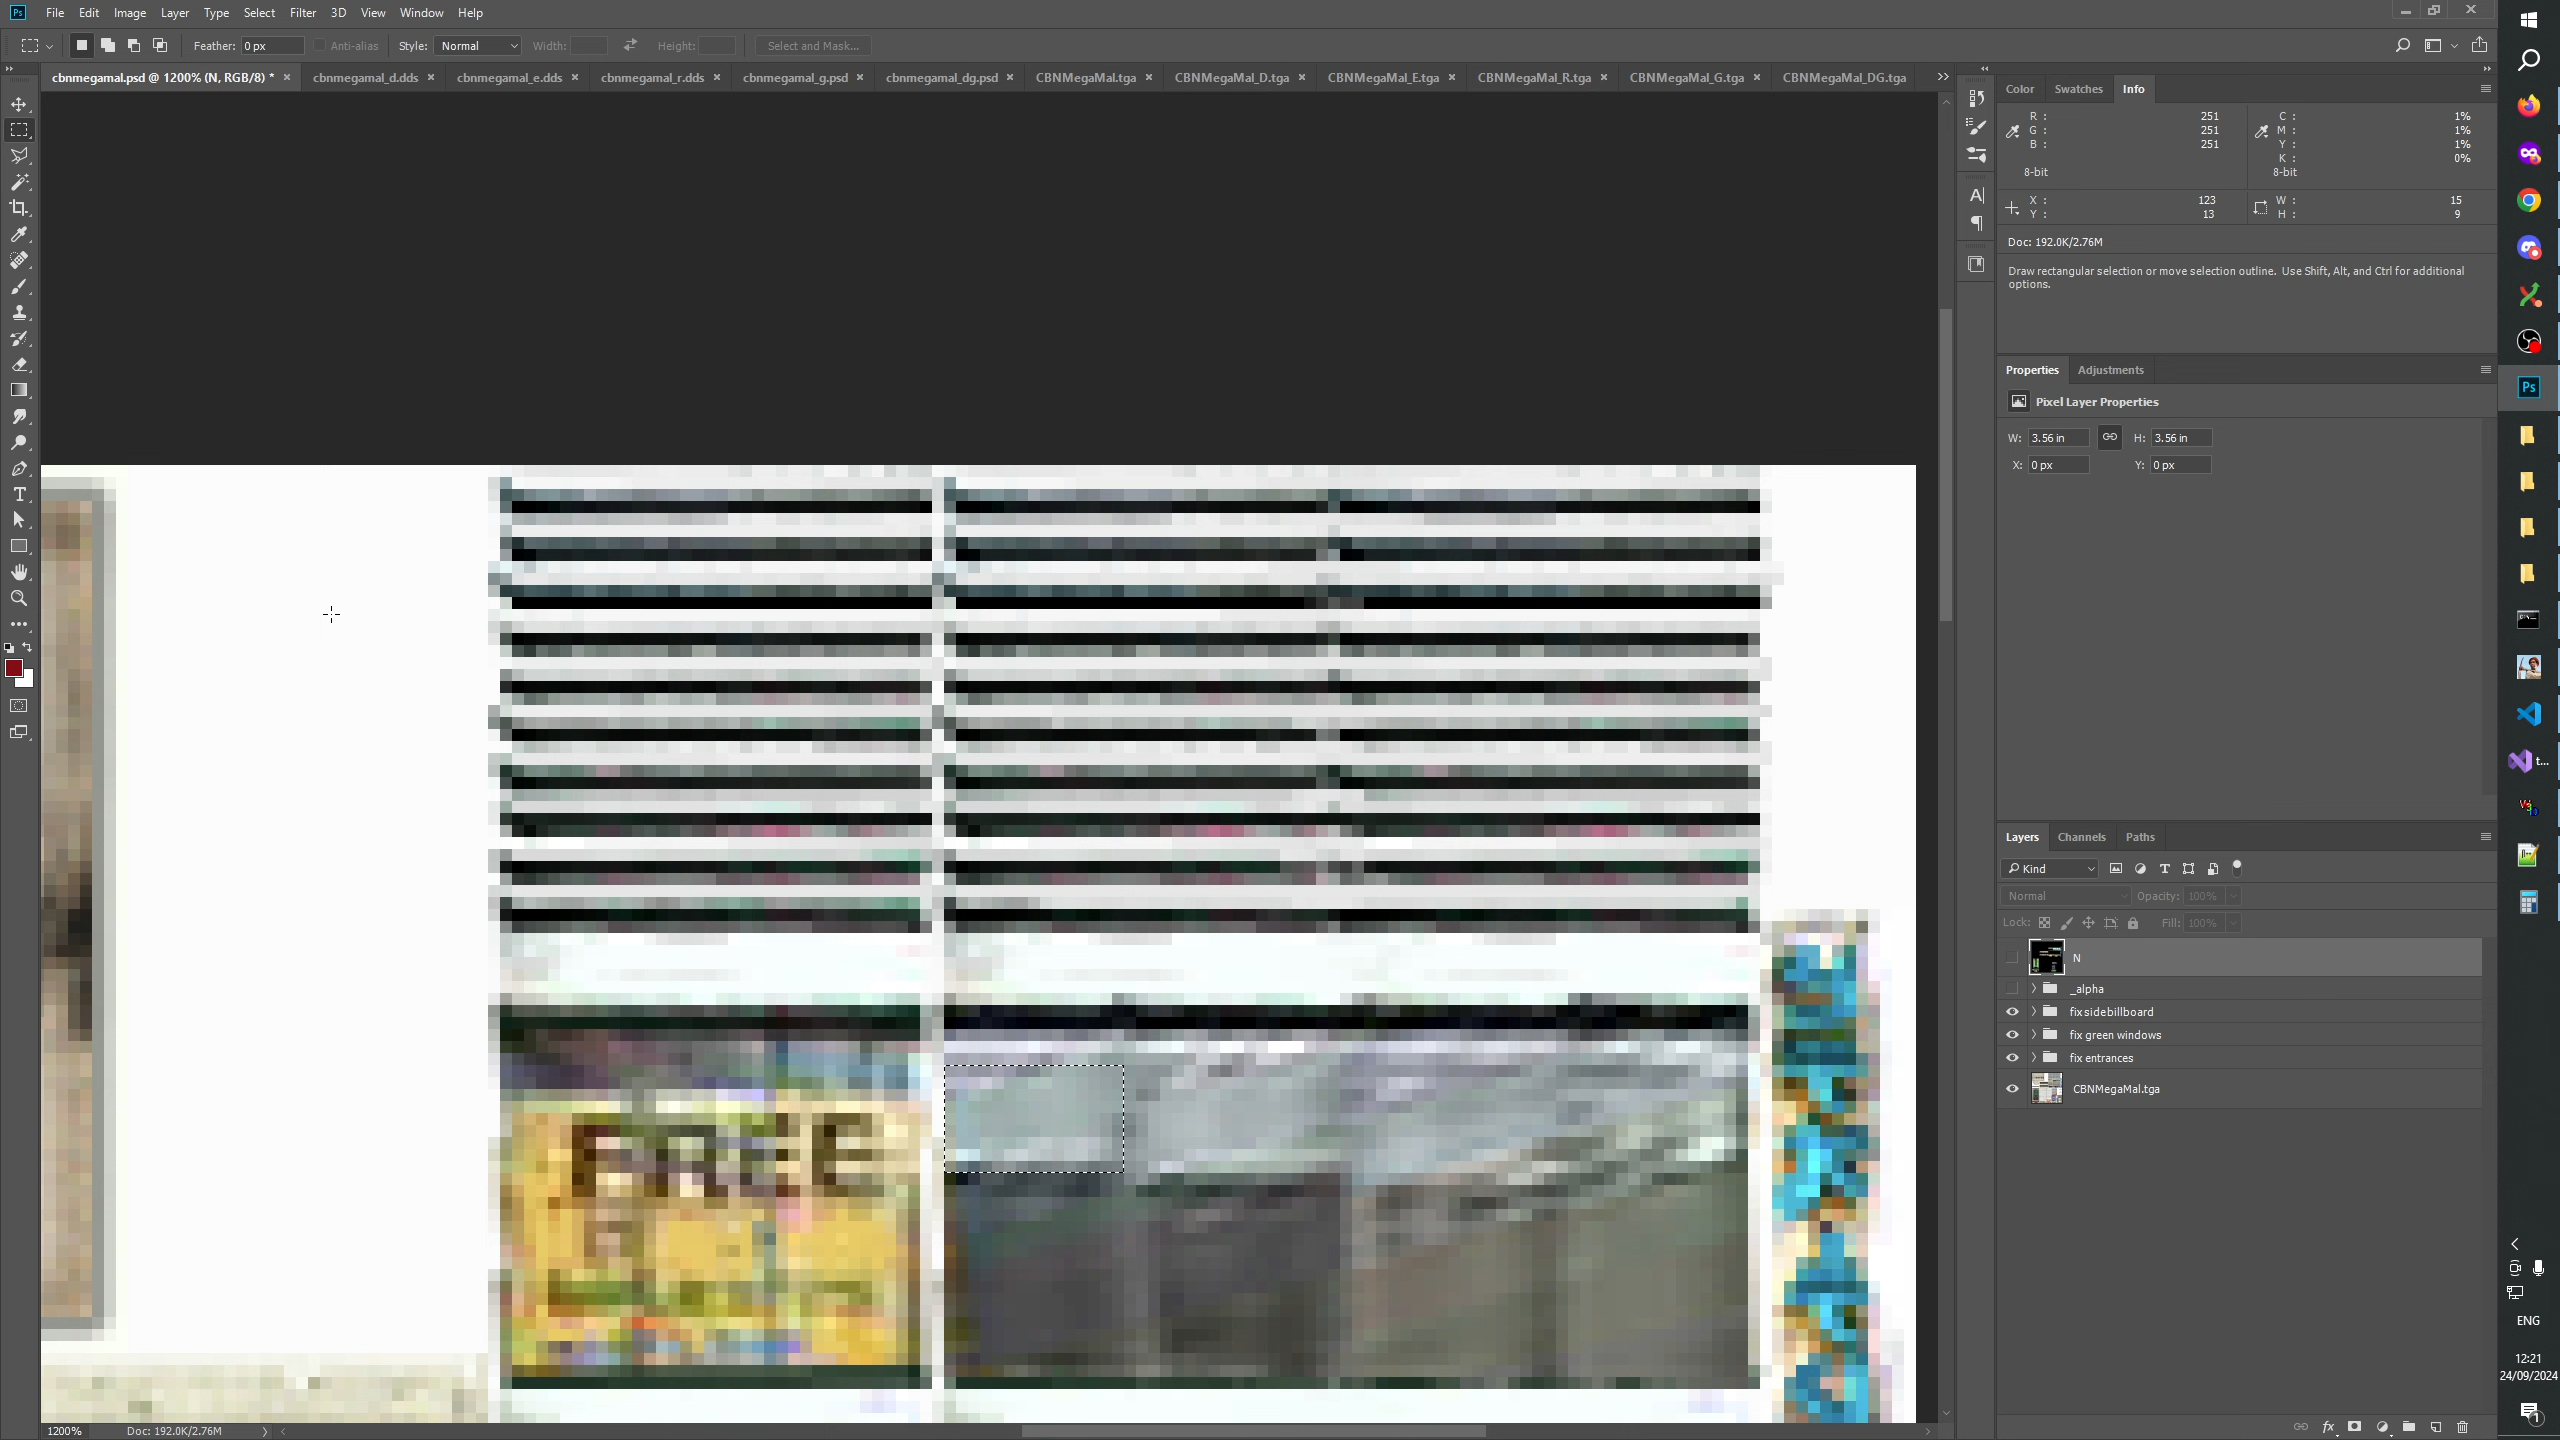 Ps File Edit Image Layer Type Select Filter 3D View Window Help
Feather: 0 px Anti-alias Style: Normal Width: Height: Select and Mask...
cbnmegamal.psd @ 1200% (N, RGB/8) * cbnmegamal_d.dds cbnmegamal_e.dds cbnmegamal_r.dds cbnmegamal_g.psd cbnmegamal_dg.psd CBNMegaMal.tga CBNMegaMal_D.tga CBNMegaMal_E.tga CBNMegaMal_R.tga CBNMegaMal_G.tga CBNMegaMal_DG.tga
Color Swatches Info
R : 251 C : 1%
G : 251 M : 1%
B : 251 Y : 1%
K : 0%
8-bit 8-bit
X : 123 W : 15
Y : 13 H : 9
Doc: 192.0K/2.76M
Draw rectangular selection or move selection outline. Use Shift, Alt, and Ctrl for additional
options.
Properties Adjustments
Pixel Layer Properties
W: 3.56 in H: 3.56 in
X: 0 px Y: 0 px
Layers Channels Paths
Kind
Normal Opacity: 100%
Lock: Fill: 100%
N
_alpha
fix sidebillboard
fix green windows
fix entrances
CBNMegaMal.tga
1200% Doc: 192.0K/2.76M
Ps
t...
ENG
12:21
24/09/2024
1